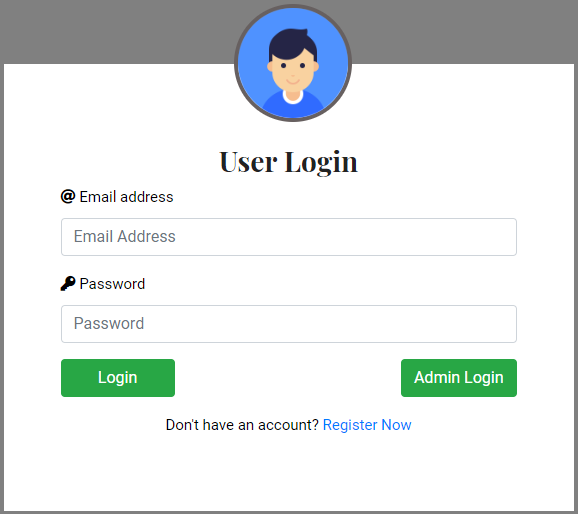 User Login
@ Email address
Email Address
Password
Password
Login Admin Login
Don't have an account? Register Now